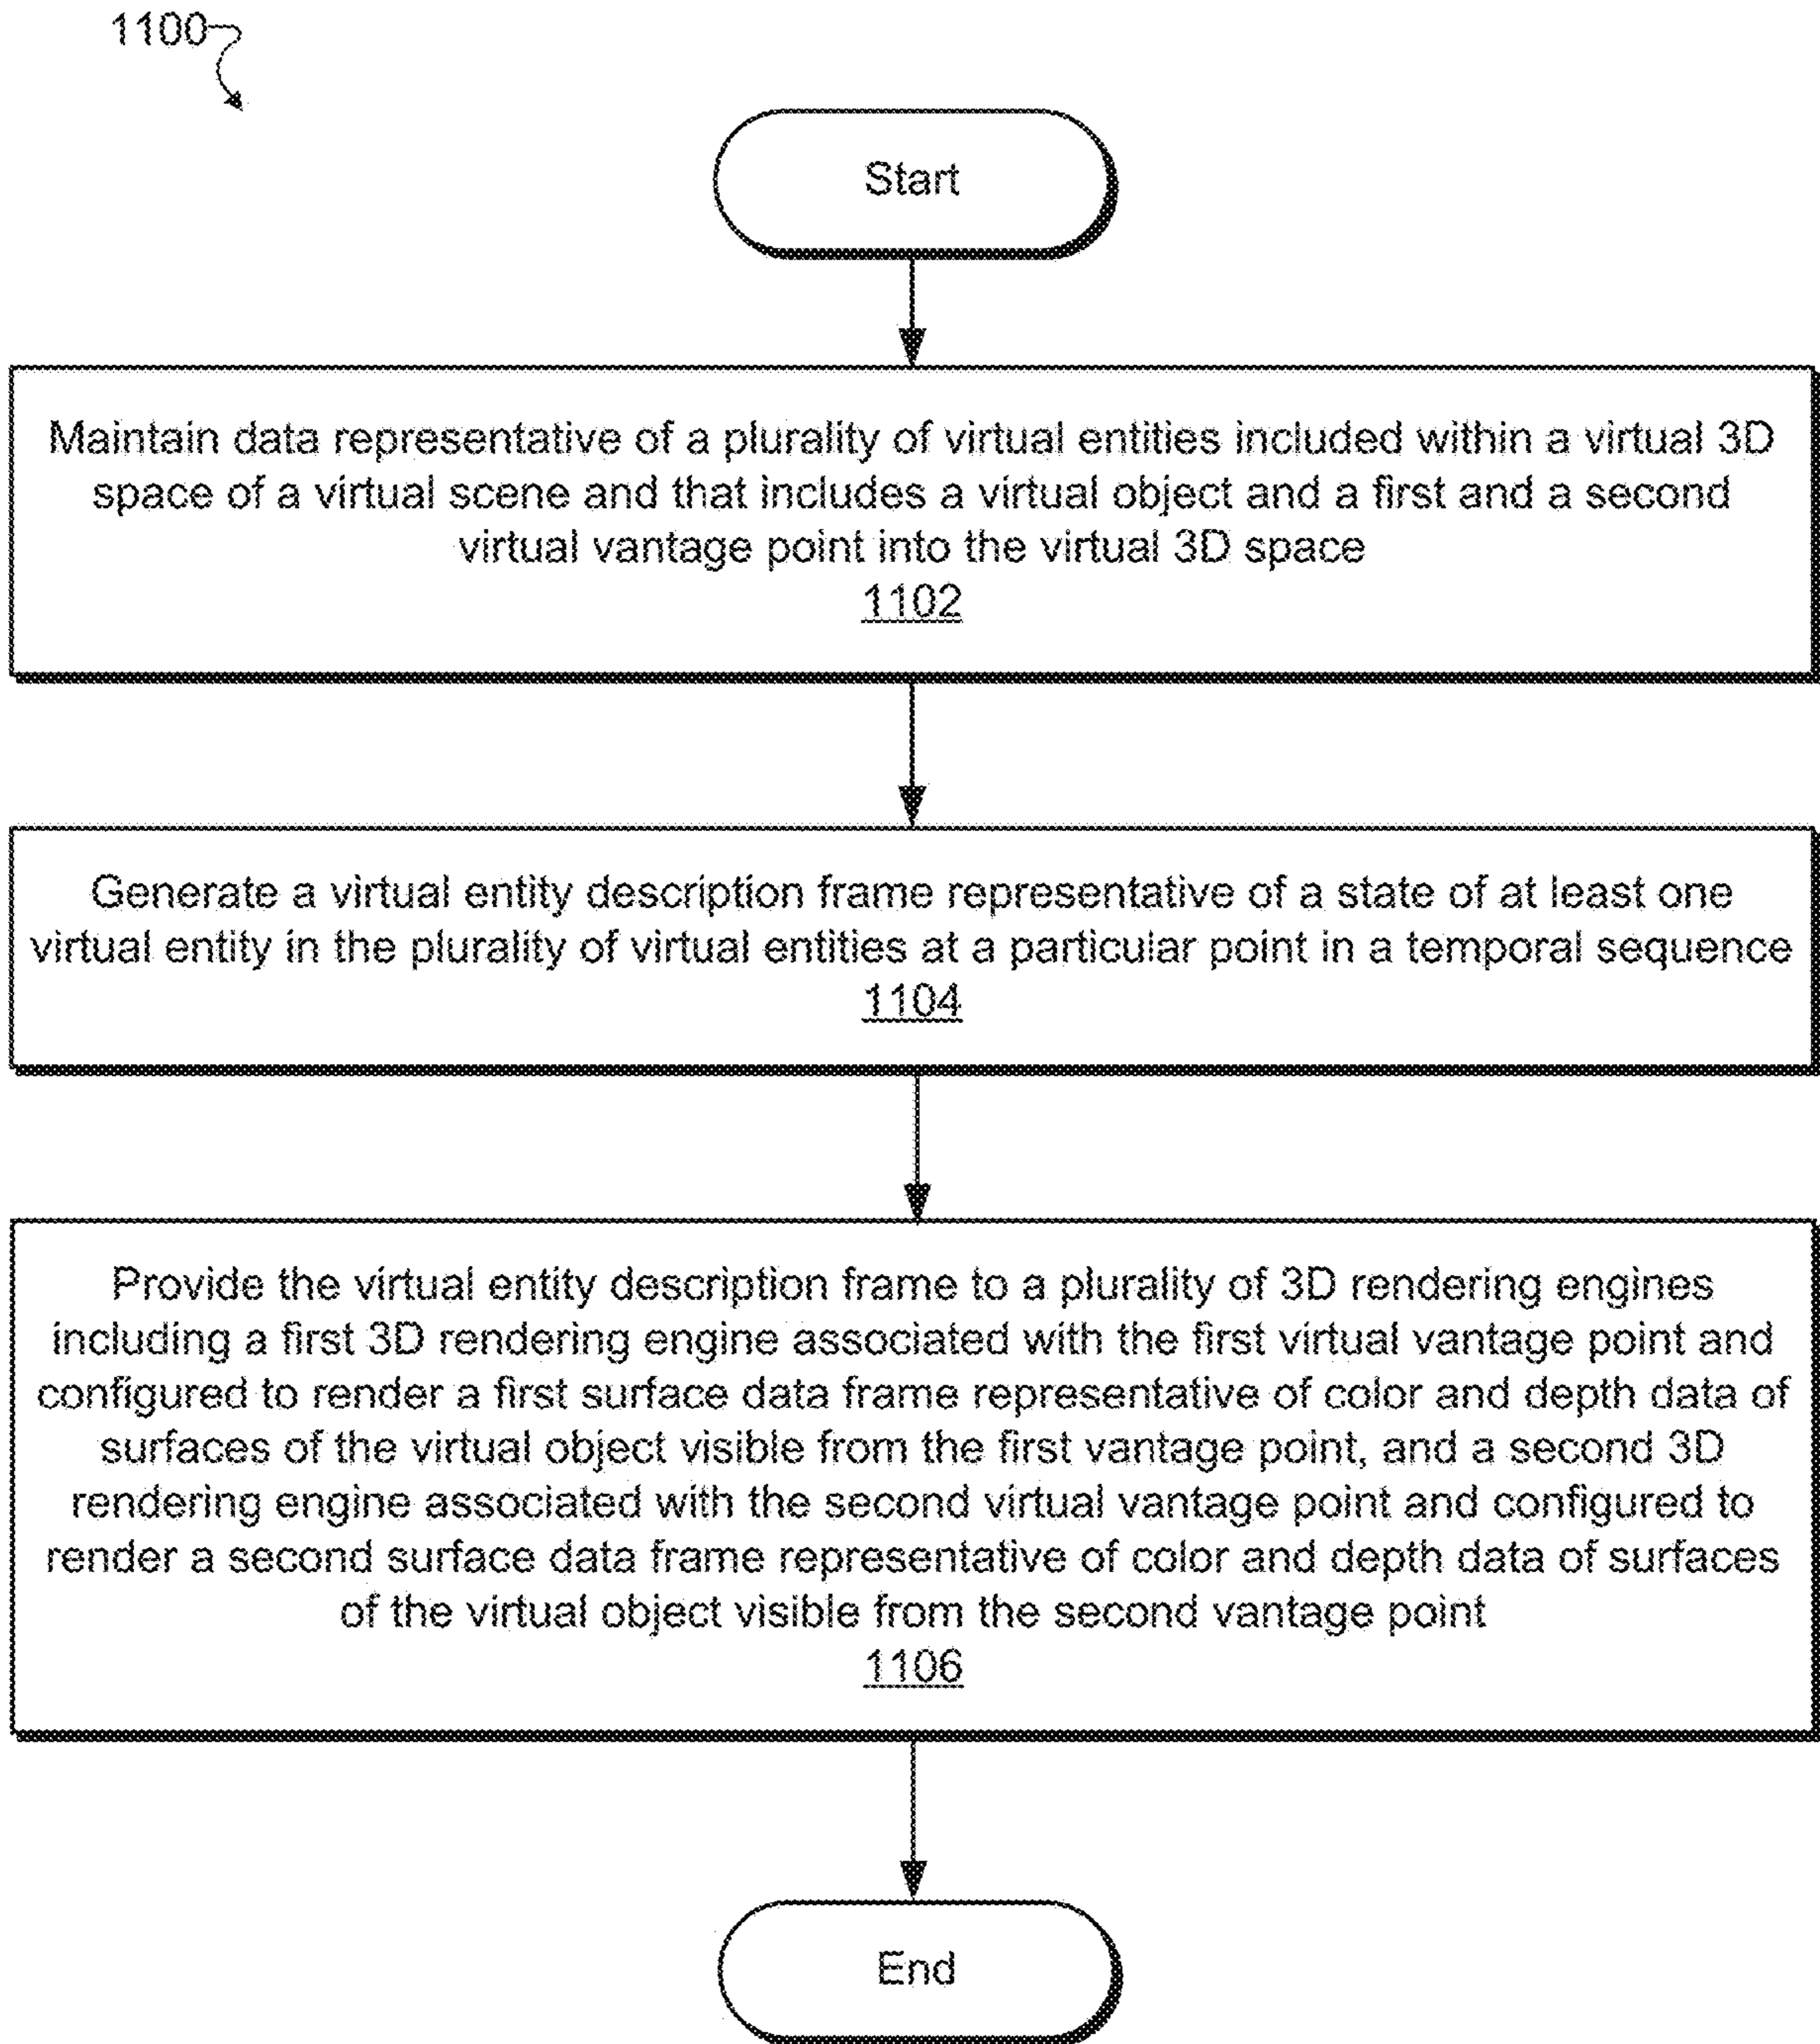 1100
Start
Maintain data representative of a plurality of virtual entities included within a virtual 3D
space of a virtual scene and that includes a virtual object and a first and a second
virtual vantage point into the virtual 3D space
1102
Generate a virtual entity description frame representative of a state of at least one
virtual entity in the plurality of virtual entities at a particular point in a temporal sequence
1104
Provide the virtual entity description frame to a plurality of 3D rendering engines
including a first 3D rendering engine associated with the first virtual vantage point and
configured to render a first surface data frame representative of color and depth data of
surfaces of the virtual object visible from the first vantage point, and a second 3D
rendering engine associated with the second virtual vantage point and configured to
render a second surface data frame representative of color and depth data of surfaces
of the virtual object visible from the second vantage point
1106
End